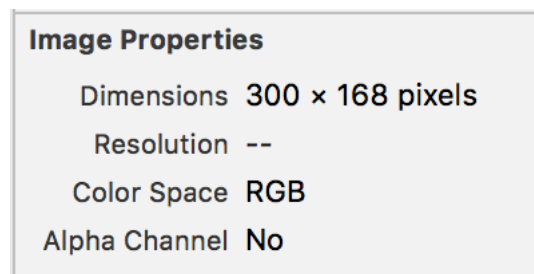 Image Properties
Dimensions 300 × 168 pixels
Resolution --
Color Space RGB
Alpha Channel No